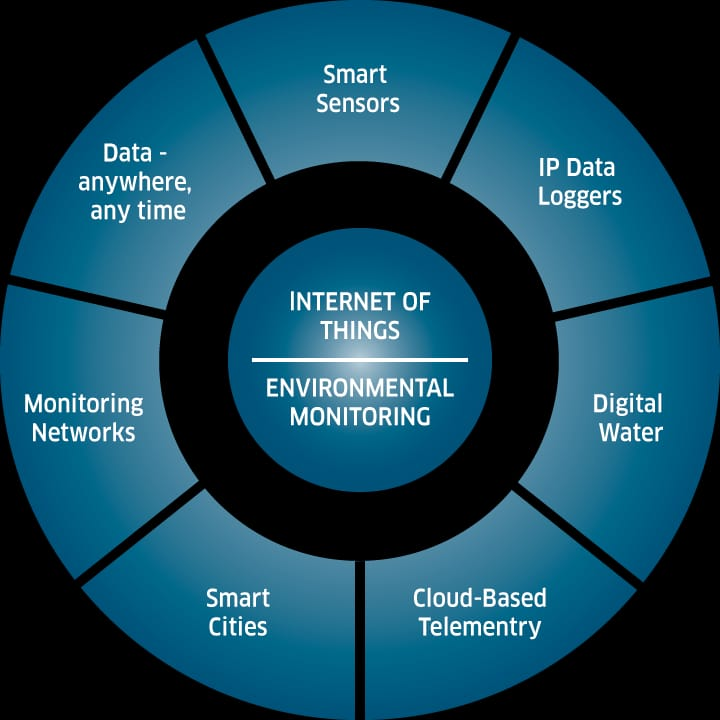 Smart
Sensors
IP Data
Loggers
Digital
Water
Cloud-Based
Telementry
Smart
Cities
Monitoring
Networks
Data -
anywhere,
any time
INTERNET OF
THINGS
ENVIRONMENTAL
MONITORING